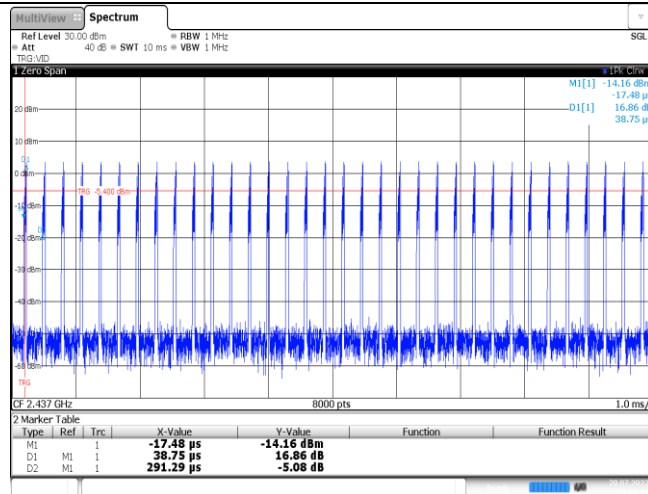 MultiView Spectrum
Ref Level 30.00 dBm RBW 1 MHz SGL
Att 40 dB SWT 10 ms VBW 1 MHz
TRG:VID
1 Zero Span 1Pk Clrw
M1[1] -14.16 dBm
-17.48 µs
D1[1] 16.86 dB
38.75 µs
20 dBm
10 dBm
D1
0 dBm
TRG -5.400 dBm
-10 dBm
-20 dBm
-30 dBm
-40 dBm
-60 dBm
TRG
CF 2.437 GHz 8000 pts 1.0 ms/
2 Marker Table
Type Ref Trc X-Value Y-Value Function Function Result
M1 1 -17.48 µs -14.16 dBm
D1 M1 1 38.75 µs 16.86 dB
D2 M1 1 291.29 µs -5.08 dB